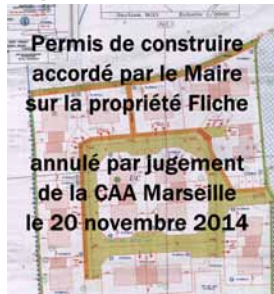 Permis de construire
accordé par le Maire
sur la propriété Fliche
annulé par jugement
de la CAA Marseille
le 20 novembre 2014
UC